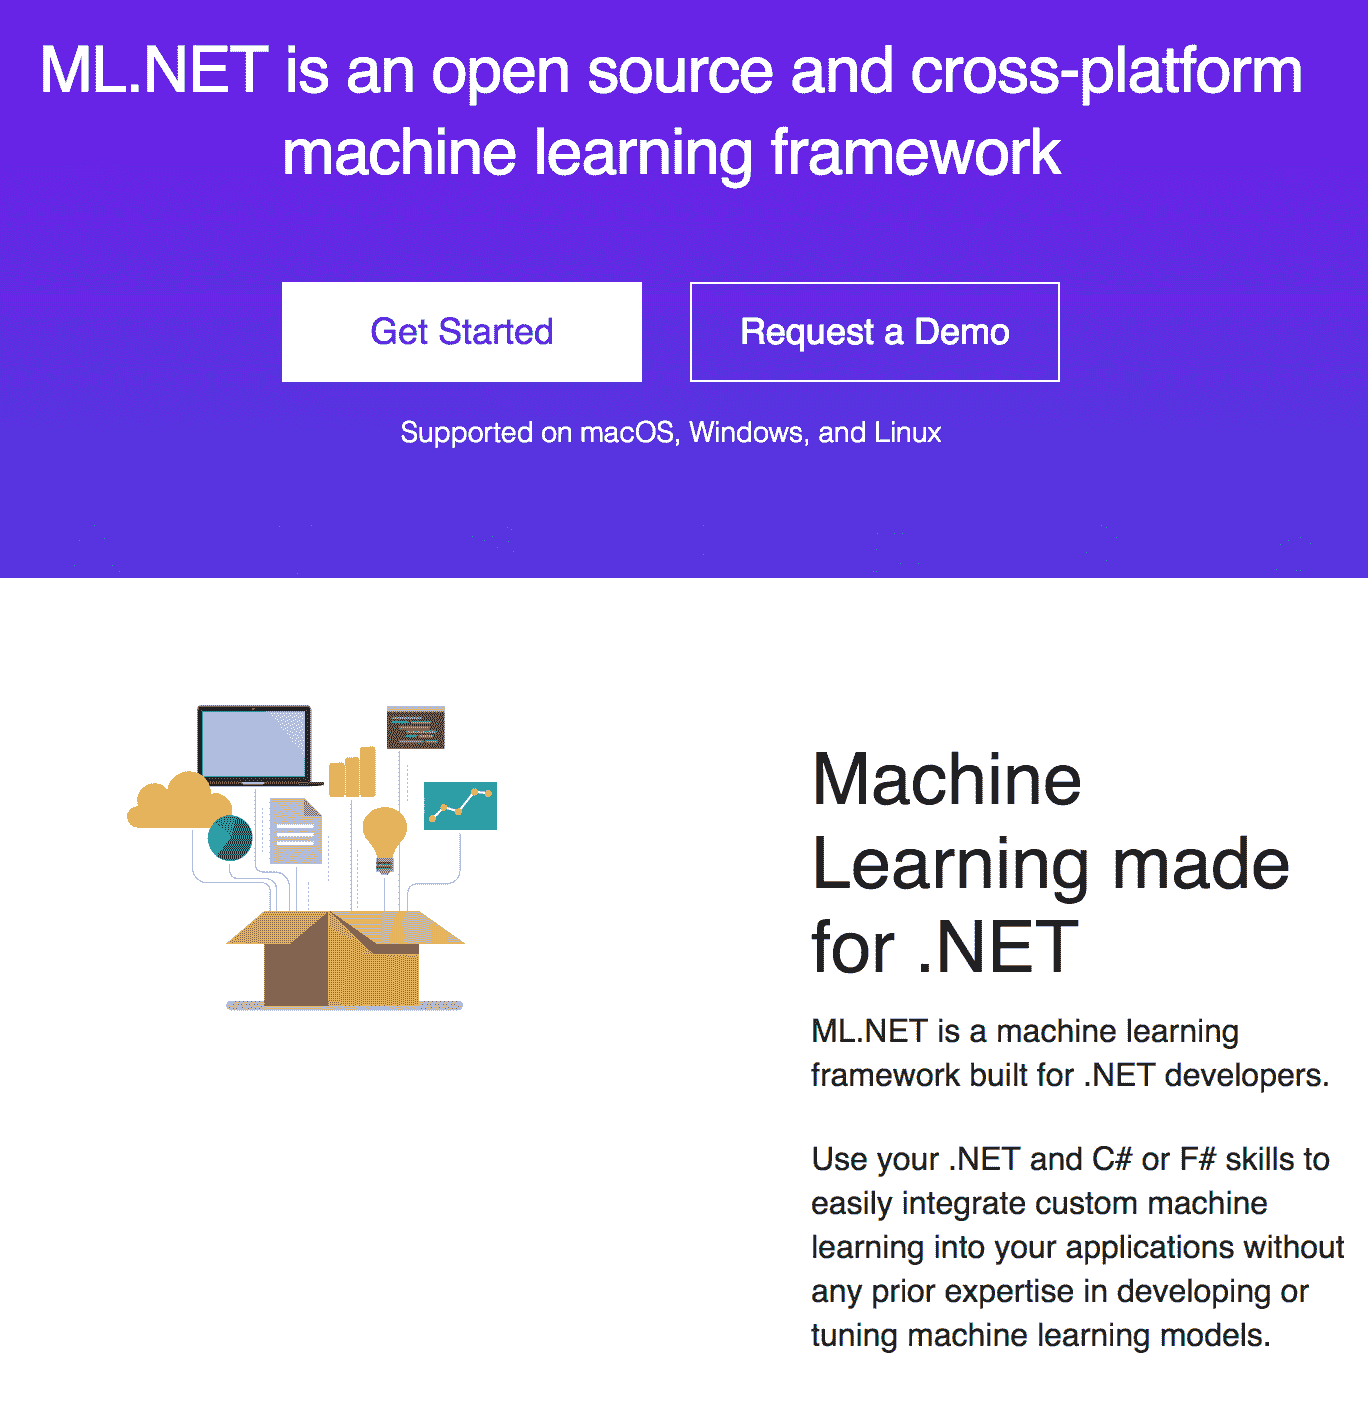 ML.NET is an open source and cross-platform
machine learning framework
Get Started
Request a Demo
Supported on macOS, Windows, and Linux
Machine
Learning made
for .NET
ML.NET is a machine learning
framework built for .NET developers.
Use your .NET and C# or F# skills to
easily integrate custom machine
learning into your applications without
any prior expertise in developing or
tuning machine learning models.